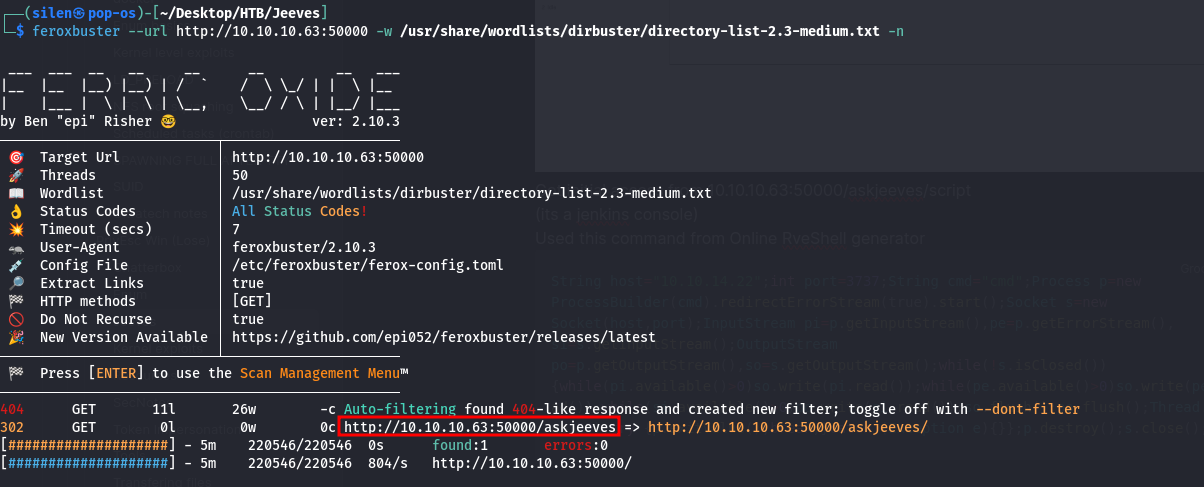 (silen㉿pop-os)-[~/Desktop/HTB/Jeeves]
$ feroxbuster --url http://10.10.10.63:50000 -w /usr/share/wordlists/dirbuster/directory-list-2.3-medium.txt -n
FERRIC OXIDE
by Ben "epi" Risher 🤓 ver: 2.10.3
🎯 Target Url http://10.10.10.63:50000
🚀 Threads 50
📖 Wordlist /usr/share/wordlists/dirbuster/directory-list-2.3-medium.txt
👌 Status Codes All Status Codes!
💥 Timeout (secs) 7
🦡 User-Agent feroxbuster/2.10.3
💉 Config File /etc/feroxbuster/ferox-config.toml
🔎 Extract Links true
🏁 HTTP methods [GET]
🚫 Do Not Recurse true
🎉 New Version Available https://github.com/epi052/feroxbuster/releases/latest
🏁 Press [ENTER] to use the Scan Management Menu™
404 GET 11l 26w -c Auto-filtering found 404-like response and created new filter; toggle off with --dont-filter
302 GET 0l 0w 0c http://10.10.10.63:50000/askjeeves => http://10.10.10.63:50000/askjeeves/
[####################] - 5m 220546/220546 0s found:1 errors:0
[####################] - 5m 220546/220546 804/s http://10.10.10.63:50000/
10.10.10.63:50000/askjeeves/script
(its a jenkins console)
Used this command from Online RveShell generator